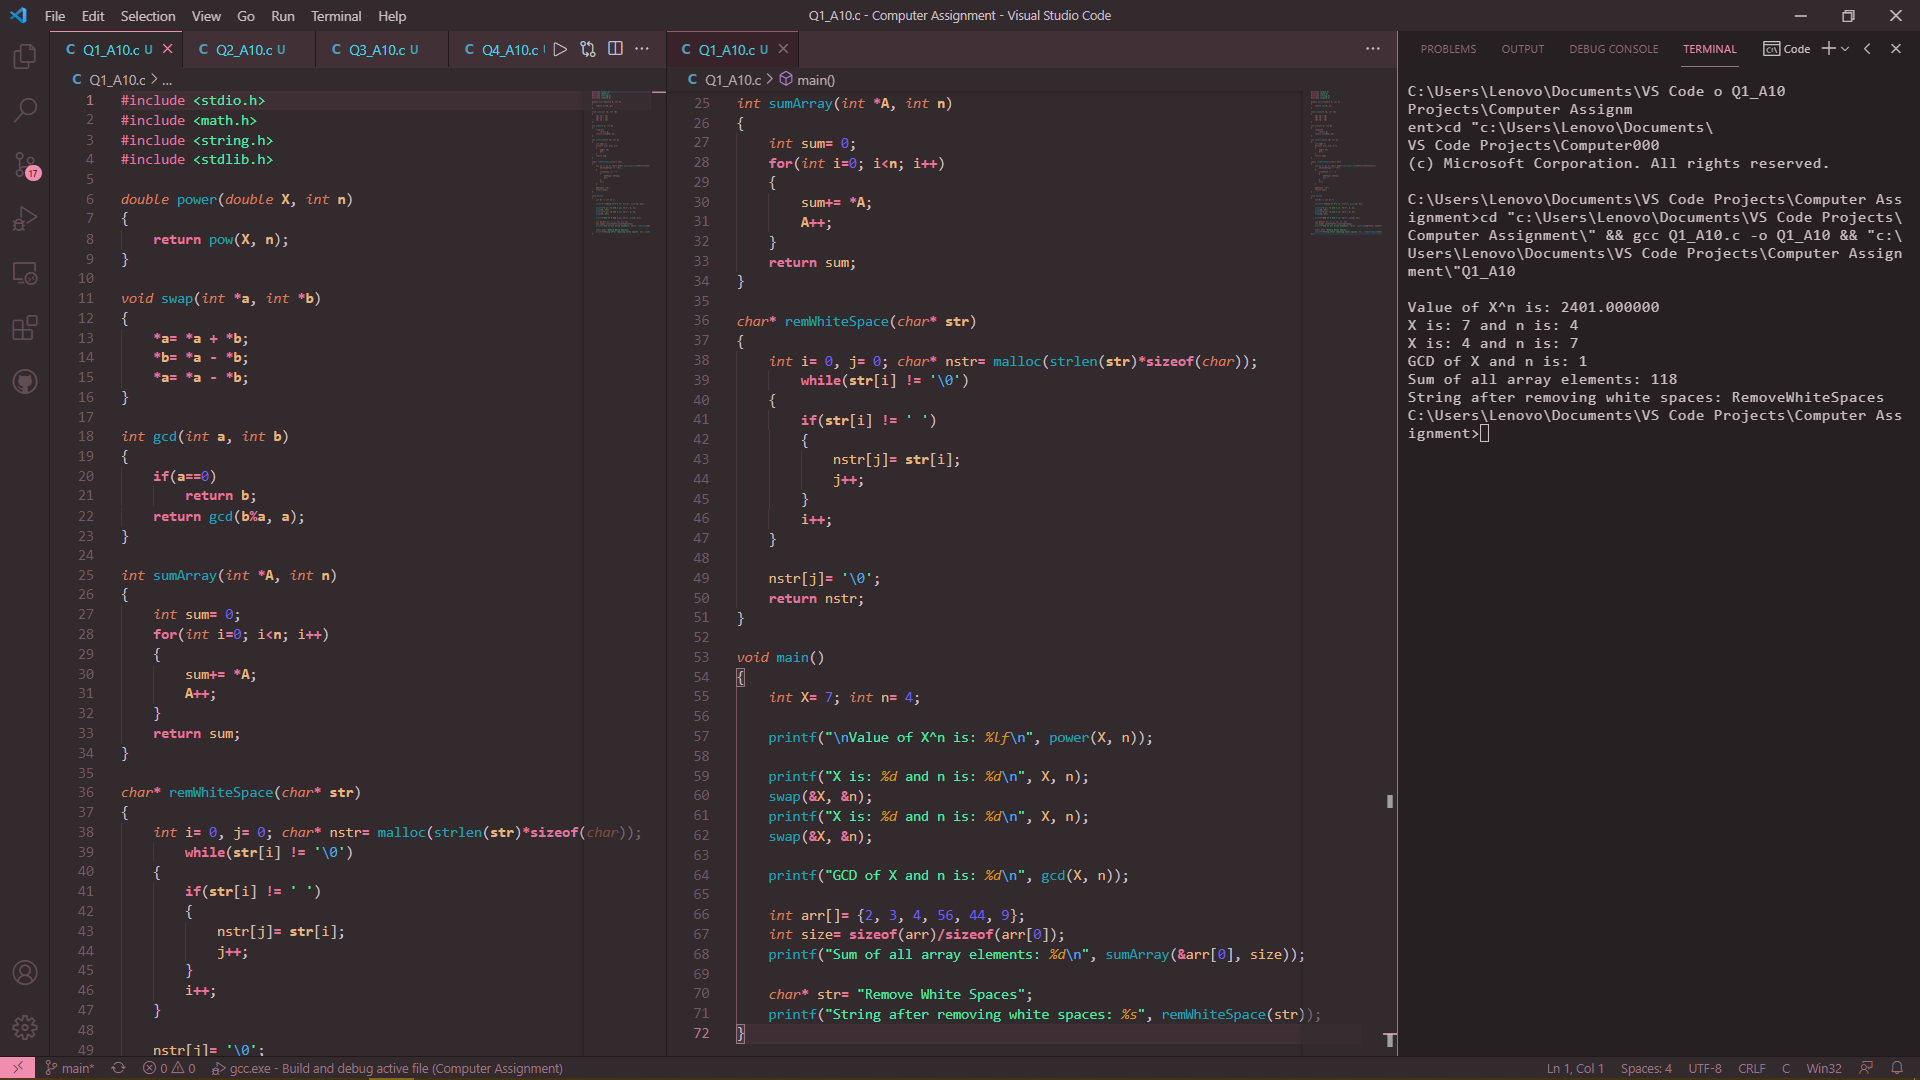 File Edit Selection View Go Run Terminal Help
Q1_A10.c - Computer Assignment - Visual Studio Code
C Q1_A10.c U
C Q2_A10.c U
C Q3_A10.c U
C Q4_A10.c
17
C Q1_A10.c > ...
1 #include <stdio.h>
2 #include <math.h>
3 #include <string.h>
4 #include <stdlib.h>
5
6 double power(double X, int n)
7 {
8 return pow(X, n);
9 }
10
11 void swap(int *a, int *b)
12 {
13 *a= *a + *b;
14 *b= *a - *b;
15 *a= *a - *b;
16 }
17
18 int gcd(int a, int b)
19 {
20 if(a==0)
21 return b;
22 return gcd(b%a, a);
23 }
24
25 int sumArray(int *A, int n)
26 {
27 int sum= 0;
28 for(int i=0; i<n; i++)
29 {
30 sum+= *A;
31 A++;
32 }
33 return sum;
34 }
35
36 char* remWhiteSpace(char* str)
37 {
38 int i= 0, j= 0; char* nstr= malloc(strlen(str)*sizeof(char));
39 while(str[i] != '\0')
40 {
41 if(str[i] != ' ')
42 {
43 nstr[j]= str[i];
44 j++;
45 }
46 i++;
47 }
48
49 nstr[j]= '\0';
C Q1_A10.c U
C Q1_A10.c > main()
25 int sumArray(int *A, int n)
26 {
27 int sum= 0;
28 for(int i=0; i<n; i++)
29 {
30 sum+= *A;
31 A++;
32 }
33 return sum;
34 }
35
36 char* remWhiteSpace(char* str)
37 {
38 int i= 0, j= 0; char* nstr= malloc(strlen(str)*sizeof(char));
39 while(str[i] != '\0')
40 {
41 if(str[i] != ' ')
42 {
43 nstr[j]= str[i];
44 j++;
45 }
46 i++;
47 }
48
49 nstr[j]= '\0';
50 return nstr;
51 }
52
53 void main()
54 {
55 int X= 7; int n= 4;
56
57 printf("\nValue of X^n is: %lf\n", power(X, n));
58
59 printf("X is: %d and n is: %d\n", X, n);
60 swap(&X, &n);
61 printf("X is: %d and n is: %d\n", X, n);
62 swap(&X, &n);
63
64 printf("GCD of X and n is: %d\n", gcd(X, n));
65
66 int arr[]= {2, 3, 4, 56, 44, 9};
67 int size= sizeof(arr)/sizeof(arr[0]);
68 printf("Sum of all array elements: %d\n", sumArray(&arr[0], size));
69
70 char* str= "Remove White Spaces";
71 printf("String after removing white spaces: %s", remWhiteSpace(str));
72 }
PROBLEMS OUTPUT DEBUG CONSOLE TERMINAL Code
C:\Users\Lenovo\Documents\VS Code o Q1_A10
Projects\Computer Assignm
ent>cd "c:\Users\Lenovo\Documents\
VS Code Projects\Computer000
(c) Microsoft Corporation. All rights reserved.
C:\Users\Lenovo\Documents\VS Code Projects\Computer Ass
ignment>cd "c:\Users\Lenovo\Documents\VS Code Projects\
Computer Assignment\" && gcc Q1_A10.c -o Q1_A10 && "c:\
Users\Lenovo\Documents\VS Code Projects\Computer Assign
ment\"Q1_A10
Value of X^n is: 2401.000000
X is: 7 and n is: 4
X is: 4 and n is: 7
GCD of X and n is: 1
Sum of all array elements: 118
String after removing white spaces: RemoveWhiteSpaces
C:\Users\Lenovo\Documents\VS Code Projects\Computer Ass
ignment>
main* 0 0 gcc.exe - Build and debug active file (Computer Assignment)
Ln 1, Col 1 Spaces: 4 UTF-8 CRLF C Win32